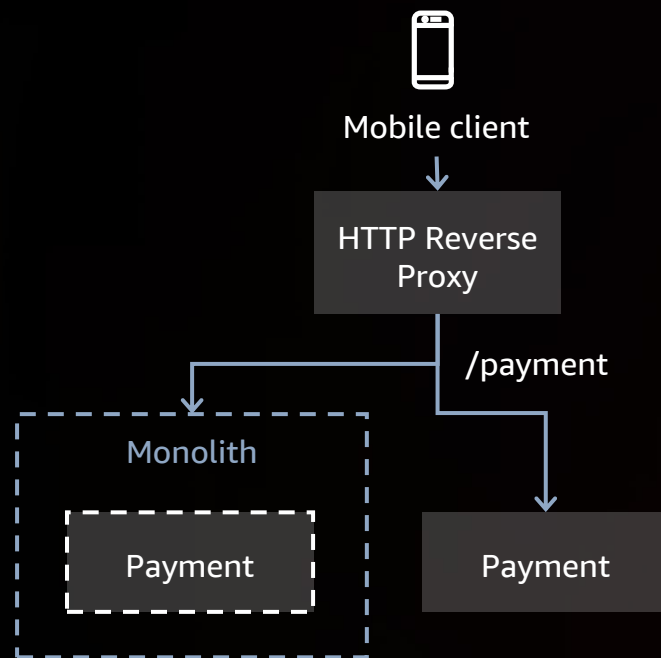 Mobile client
HTTP Reverse
Proxy
/payment
Monolith
Payment
Payment